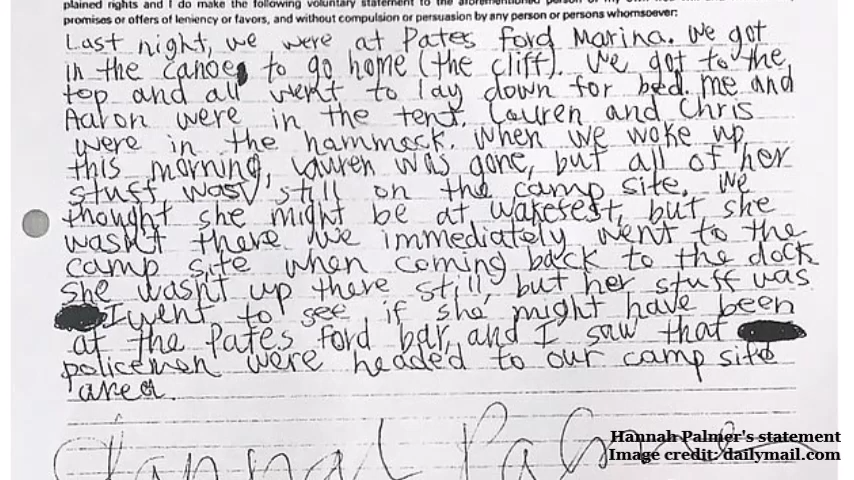 plained rights and I do make the following voluntary statement to the aforementioned person
promises or offers of leniency or favors, and without compulsion or persuasion by any person or persons whomsoever:
Last night, we were at Pates Ford Marina. We got
in the canoe to go home (the cliff). We got to the
top and all went to lay down for bed. me and
Aaron were in the tent. Lauren and Chris
were in the hammock. When we woke up
this morning, Lauren was gone, but all of her
stuff was still on the camp site. We
thought she might be at wakefest, but she
wasn't there. We immediately went to the
camp site when coming back to the dock
she wasn't up there still, but her stuff was
I went to see if she might have been
at the Pates Ford bar, and I saw that
policemen were headed to our camp site
area.
Hannah Palmer's statement
Image credit: dailymail.com